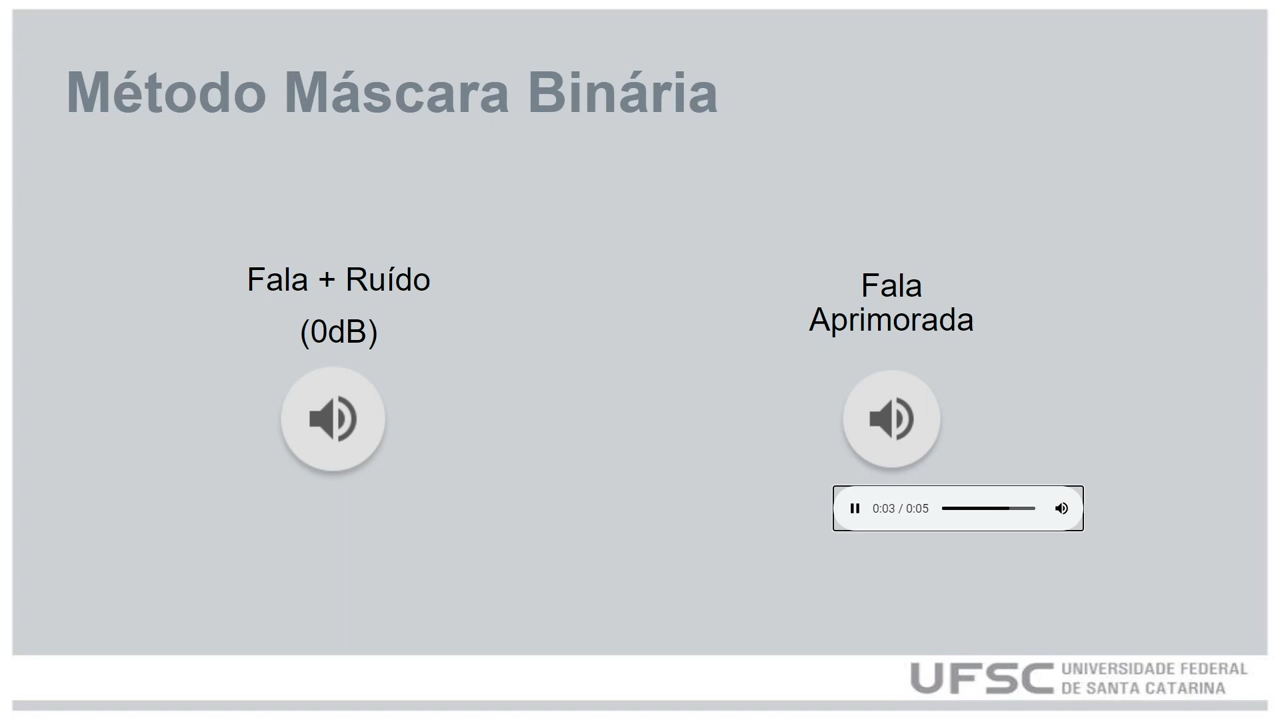 Método Máscara Binária
Fala + Ruído
(0dB)
Fala
Aprimorada
0:03 / 0:05
UFSC UNIVERSIDADE FEDERAL
DE SANTA CATARINA